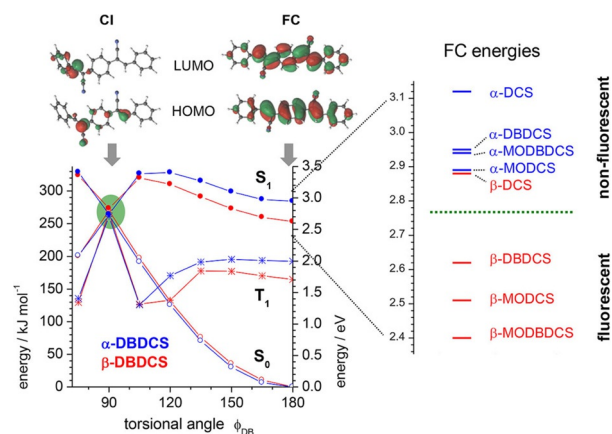 CI
FC
LUMO
HOMO
FC energies
energy / kJ mol⁻¹
300
250
200
150
100
50
0
S₁
T₁
S₀
α-DBDCS
β-DBDCS
3.5
3.0
2.5
2.0
1.5
1.0
0.5
0.0
energy / eV
90
120
150
180
torsional angle ϕDB
3.1
3.0
2.9
2.8
2.7
2.6
2.5
2.4
α-DCS
α-DBDCS
α-MODBDCS
α-MODCS
β-DCS
β-DBDCS
β-MODCS
β-MODBDCS
non-fluorescent
fluorescent